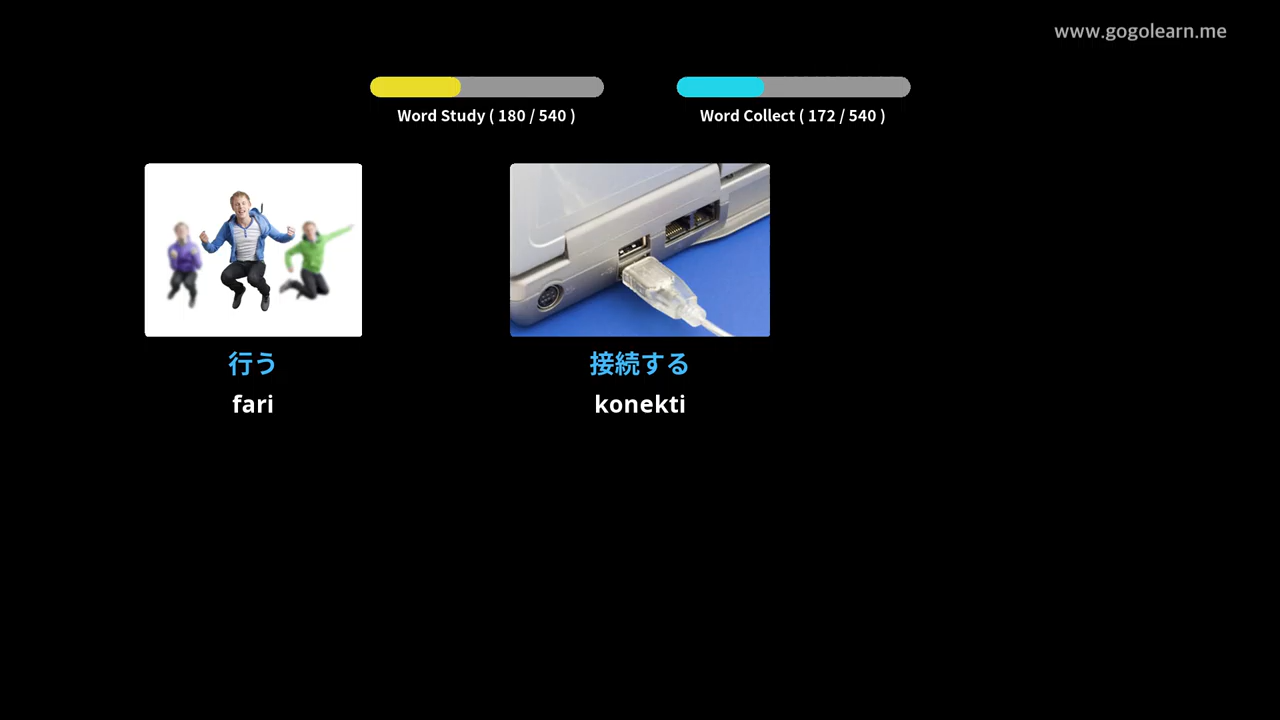 www.gogolearn.me
Word Study ( 180 / 540 )
Word Collect ( 172 / 540 )
行う
fari
接続する
konekti